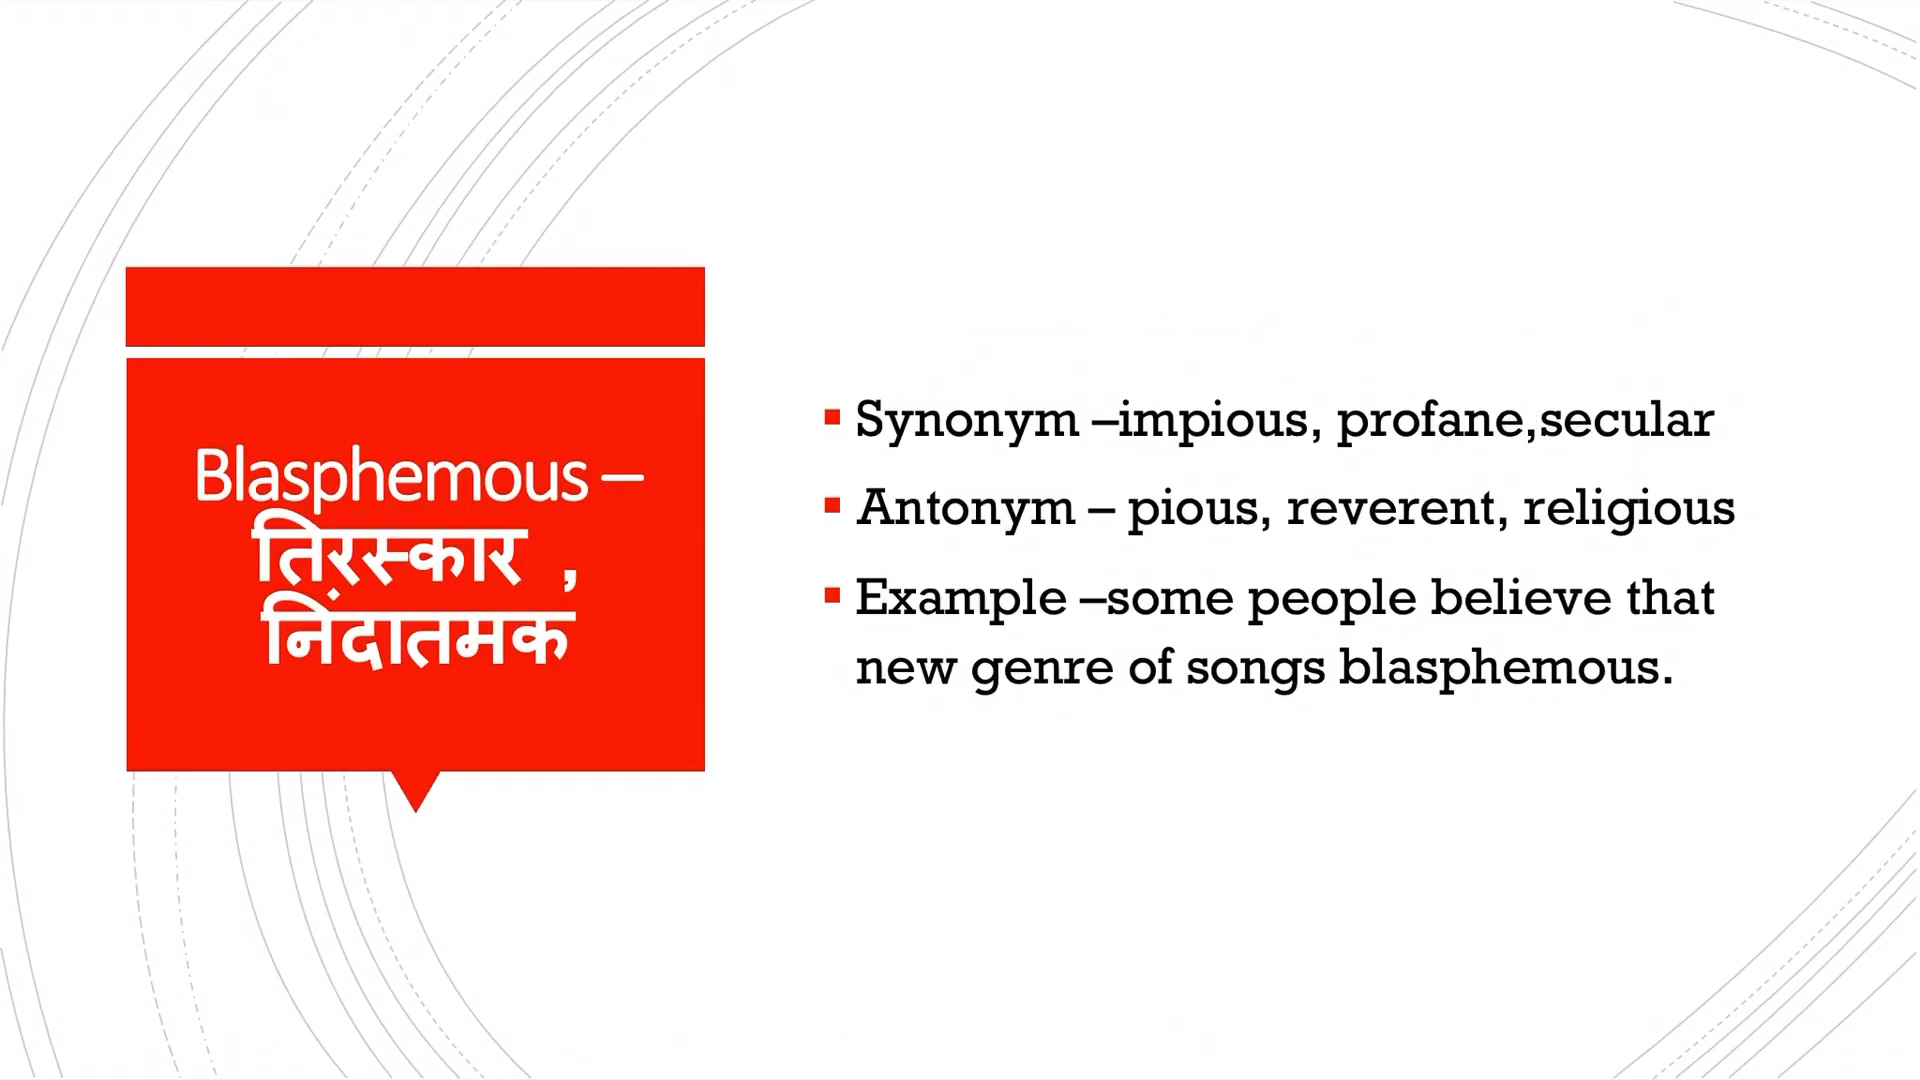 Blasphemous –
तिरस्कार ,
निंदातमक
Synonym –impious, profane,secular
Antonym – pious, reverent, religious
Example –some people believe that
new genre of songs blasphemous.